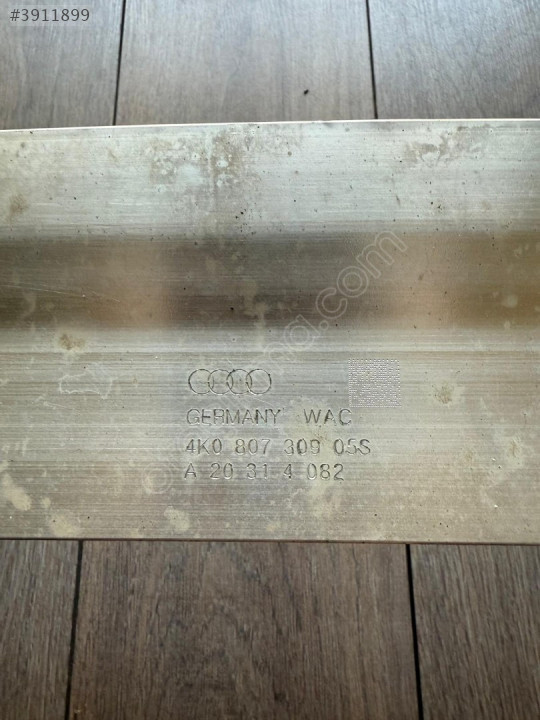 #3911899
GERMANY WAC
4K0 807 309 05S
A 20 31 4 082